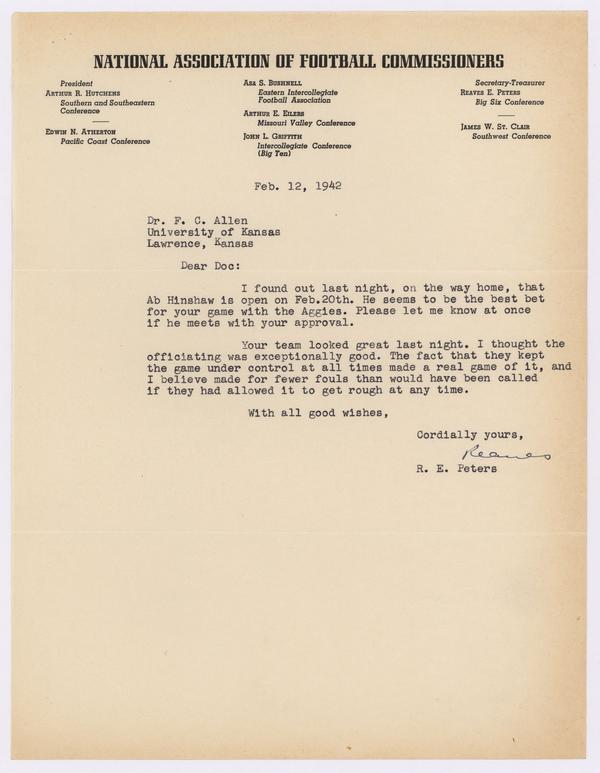 NATIONAL ASSOCIATION OF FOOTBALL COMMISSIONERS
President
ARTHUR R. HUTCHENS
Southern and Southeastern
Conference
EDWIN N. ATHERTON
Pacific Coast Conference
ASA S. BUSHNELL
Eastern Intercollegiate
Football Association
ARTHUR E. EILERS
Missouri Valley Conference
JOHN L. GRIFFITH
Intercollegiate Conference
(Big Ten)
Secretary-Treasurer
REAVES E. PETERS
Big Six Conference
JAMES W. ST. CLAIR
Southwest Conference
Feb. 12, 1942
Dr. F. C. Allen
University of Kansas
Lawrence, Kansas
Dear Doc:
I found out last night, on the way home, that
Ab Hinshaw is open on Feb.20th. He seems to be the best bet
for your game with the Aggies. Please let me know at once
if he meets with your approval.
Your team looked great last night. I thought the
officiating was exceptionally good. The fact that they kept
the game under control at all times made a real game of it, and
I believe made for fewer fouls than would have been called
if they had allowed it to get rough at any time.
With all good wishes,
Cordially yours,
Reaves
R. E. Peters